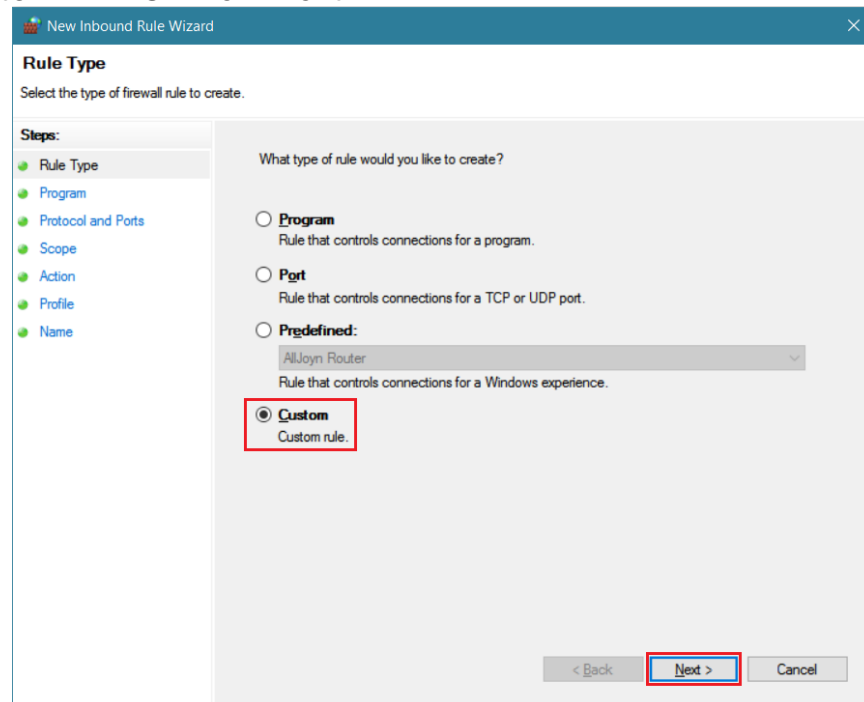 New Inbound Rule Wizard
Rule Type
Select the type of firewall rule to create.
Steps:
Rule Type
Program
Protocol and Ports
Scope
Action
Profile
Name
What type of rule would you like to create?
Program
Rule that controls connections for a program.
Port
Rule that controls connections for a TCP or UDP port.
Predefined:
AllJoyn Router
Rule that controls connections for a Windows experience.
Custom
Custom rule.
< Back
Next >
Cancel